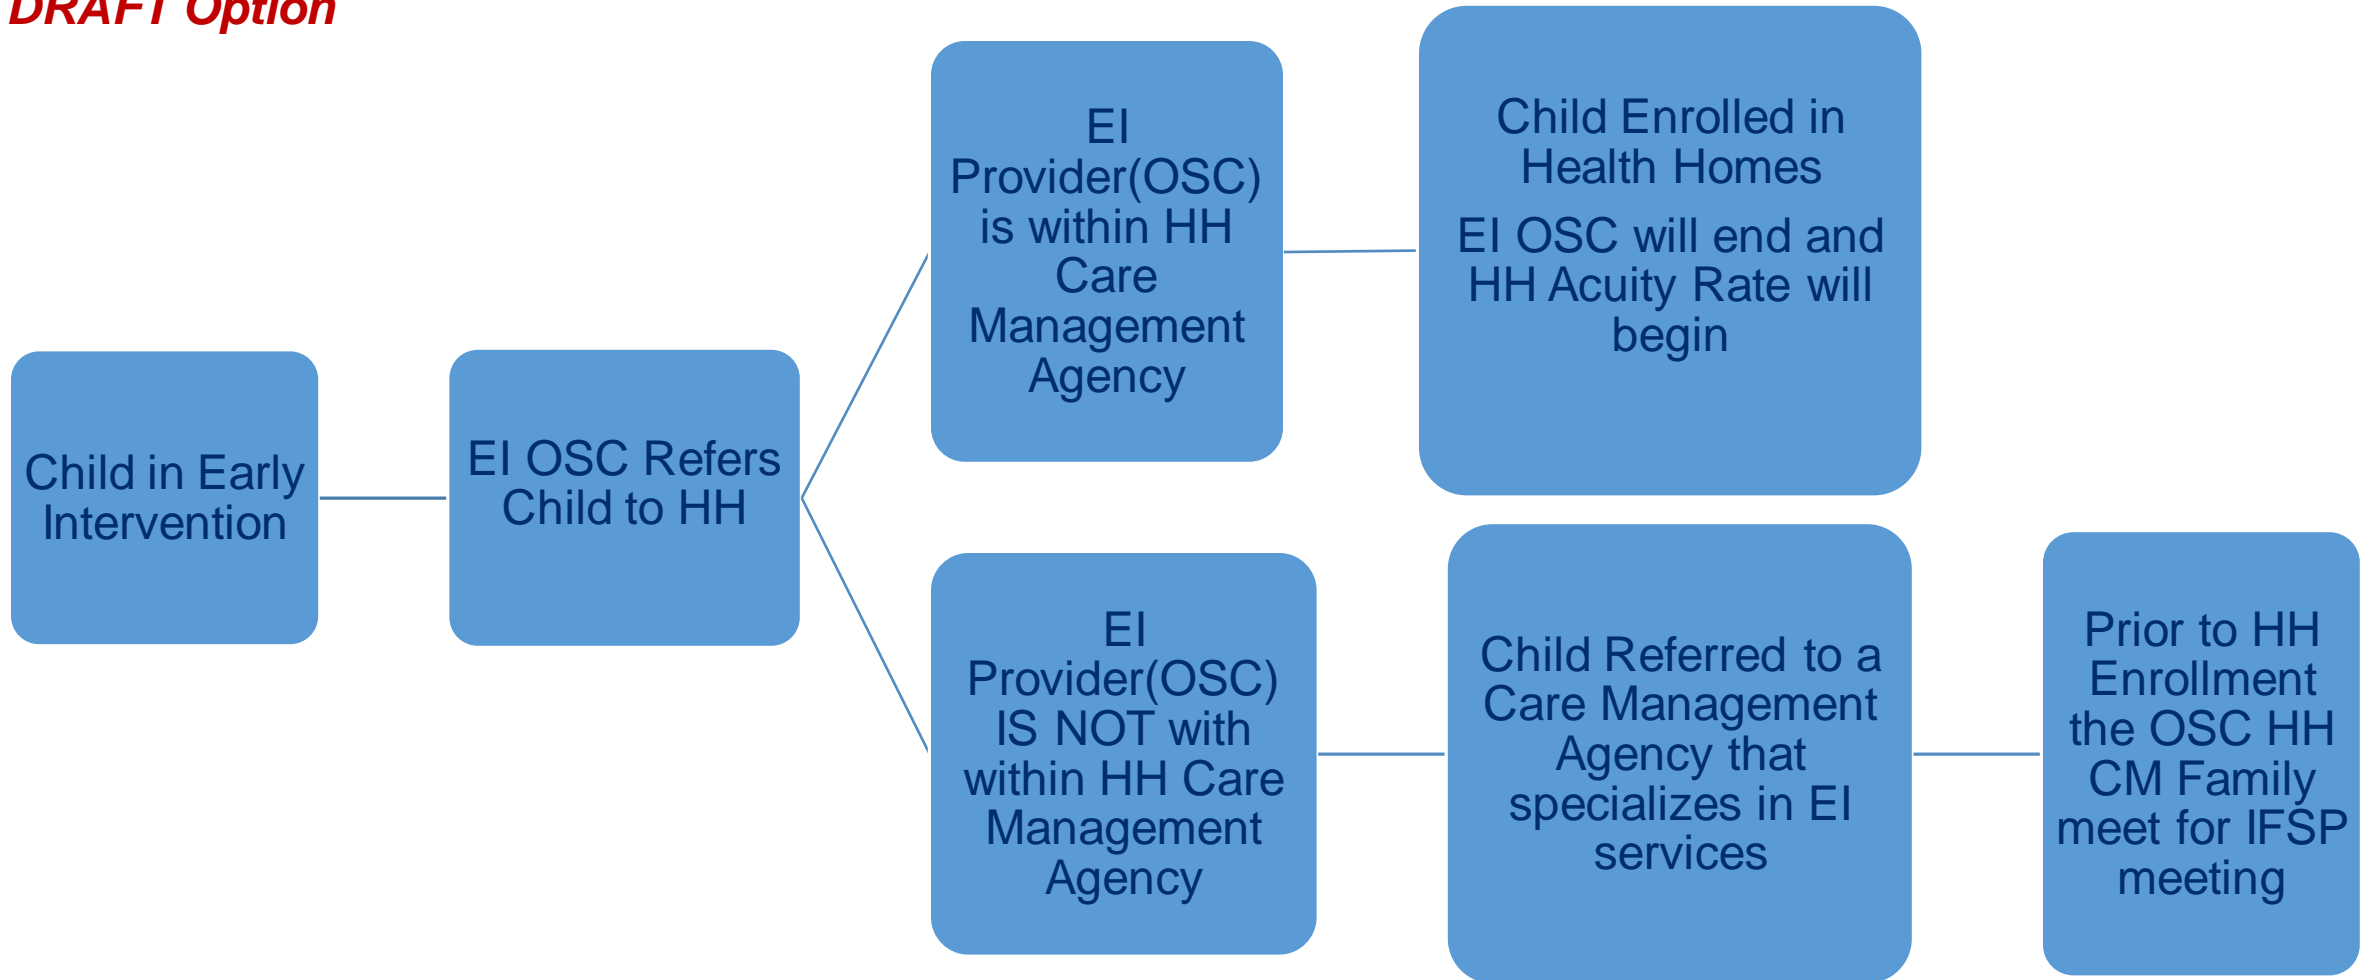 DRAFT Option
Child in Early
Intervention
EI OSC Refers
Child to HH
EI
Provider(OSC)
is within HH
Care
Management
Agency
Child Enrolled in
Health Homes
EI OSC will end and
HH Acuity Rate will
begin
EI
Provider(OSC)
IS NOT with
within HH Care
Management
Agency
Child Referred to a
Care Management
Agency that
specializes in EI
services
Prior to HH
Enrollment
the OSC HH
CM Family
meet for IFSP
meeting